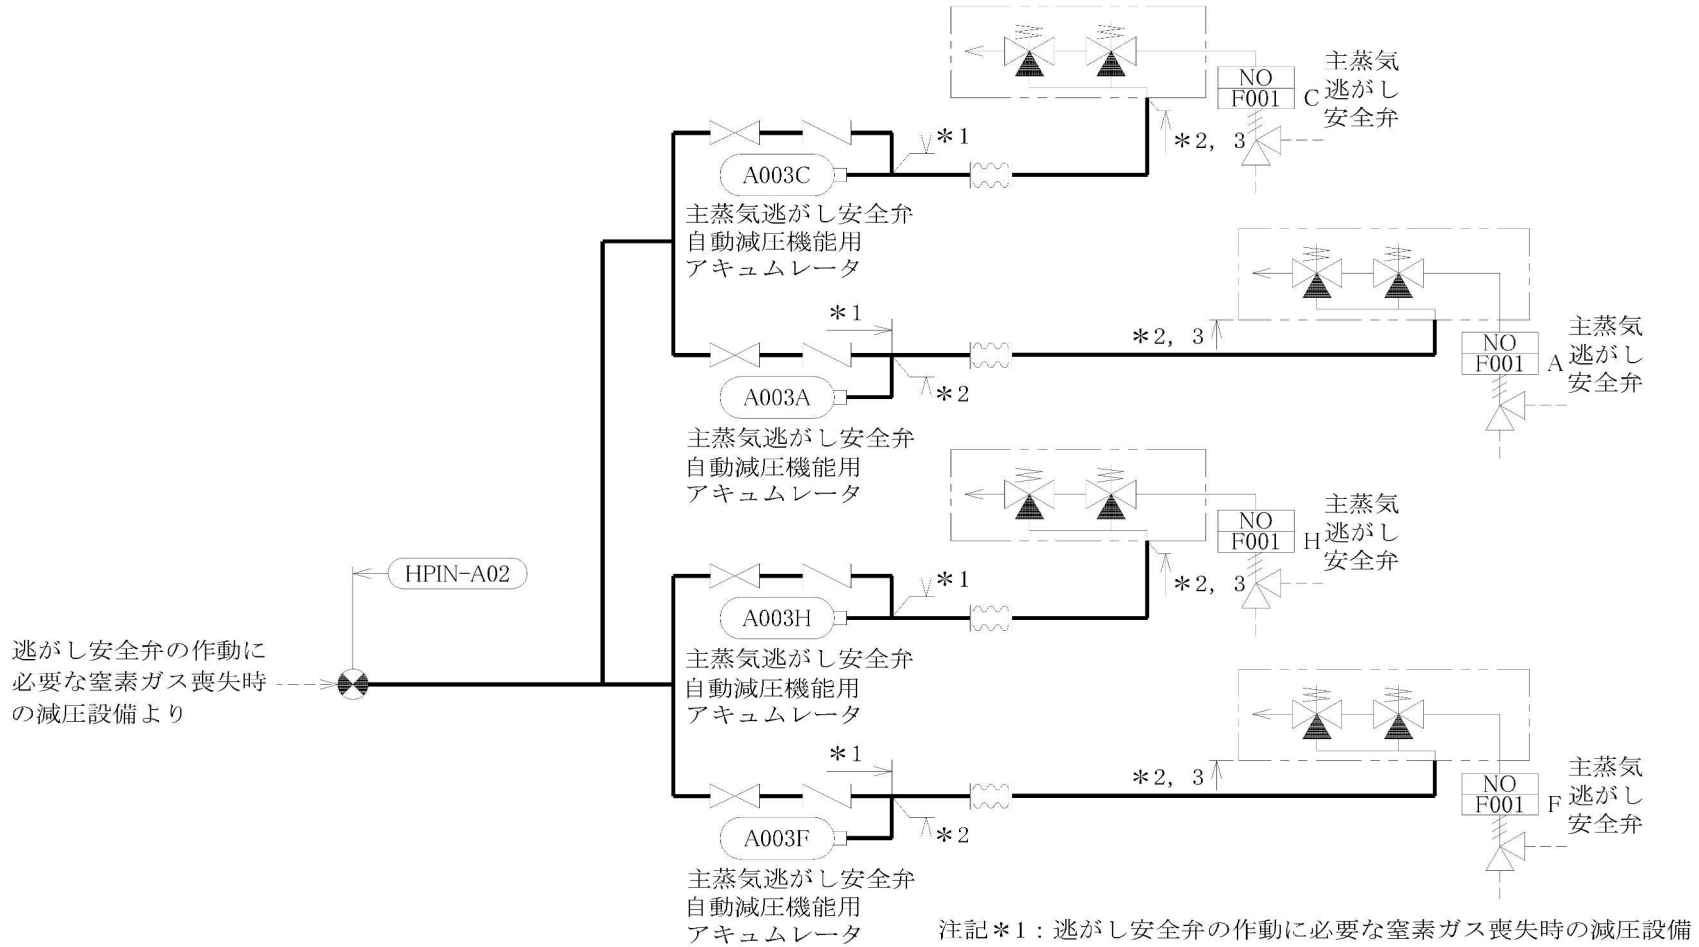 主蒸気
逃がし
安全弁
NO
F001
C
*2, 3
*1
A003C
主蒸気逃がし安全弁
自動減圧機能用
アキュムレータ
主蒸気
逃がし
安全弁
NO
F001
A
*1
*2, 3
A003A
*2
主蒸気逃がし安全弁
自動減圧機能用
アキュムレータ
主蒸気
逃がし
安全弁
NO
F001
H
*2, 3
*1
HPIN-A02
A003H
逃がし安全弁の作動に
必要な窒素ガス喪失時
の減圧設備より
主蒸気逃がし安全弁
自動減圧機能用
アキュムレータ
*1
*2, 3
主蒸気
逃がし
安全弁
NO
F001
F
A003F
*2
主蒸気逃がし安全弁
自動減圧機能用
アキュムレータ
注記*1：逃がし安全弁の作動に必要な窒素ガス喪失時の減圧設備